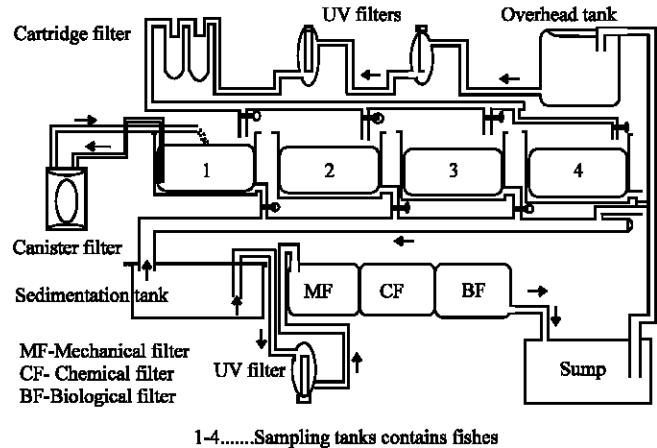 UV filters
Overhead tank
Cartridge filter
1
2
3
4
Canister filter
Sedimentation tank
MF
CF
BF
MF-Mechanical filter
CF- Chemical filter
BF-Biological filter
UV filter
Sump
1-4.......Sampling tanks contains fishes